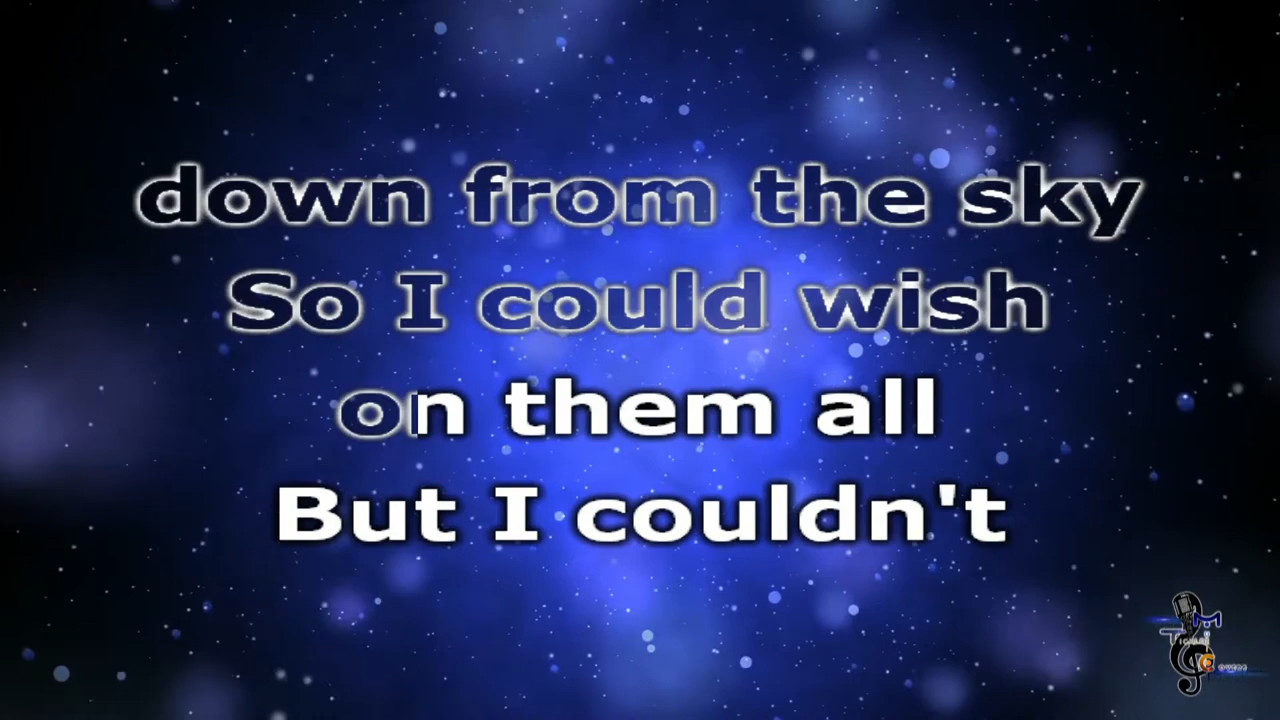 down from the sky
So I could wish
on them all
But I couldn't